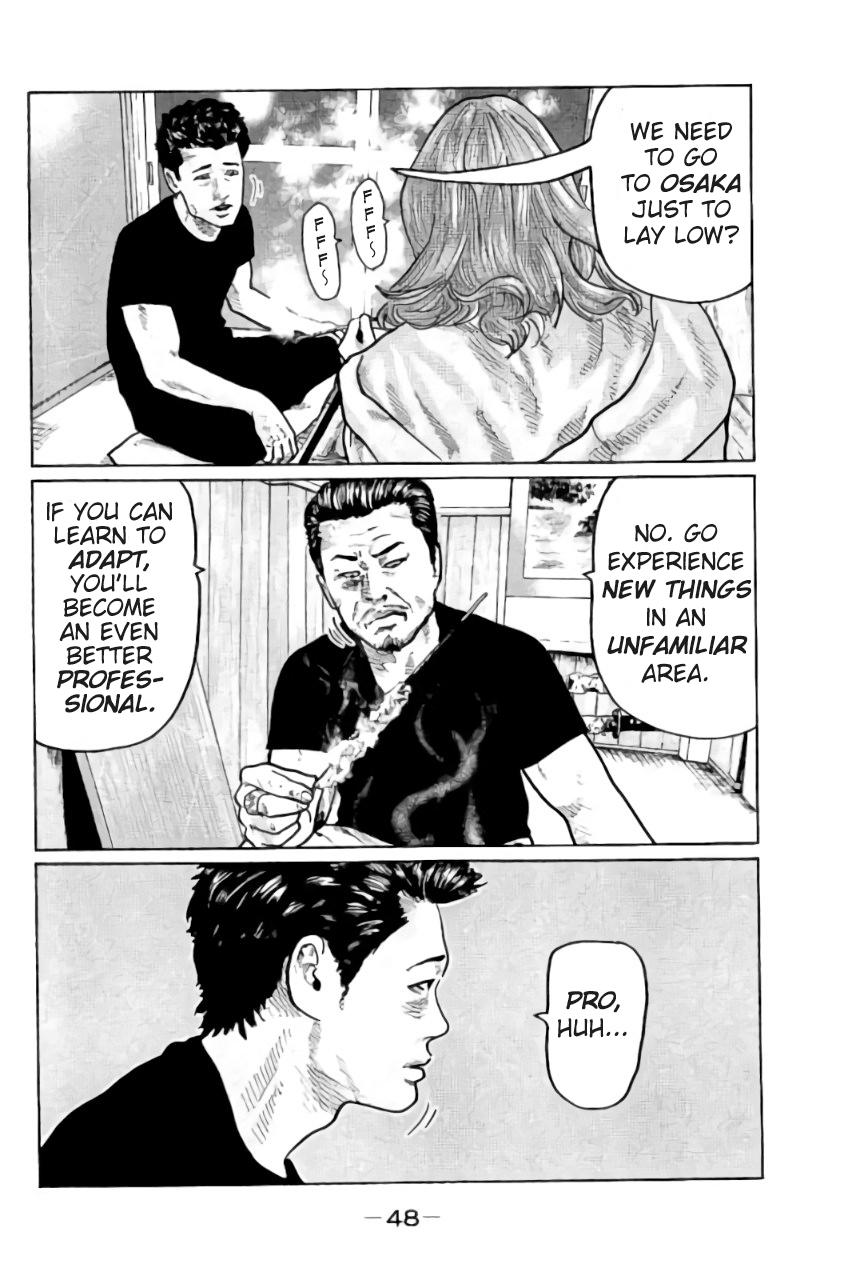 WE NEED
TO GO
TO OSAKA
JUST TO
LAY LOW?
FFF~
FFF~
NO. GO
EXPERIENCE
NEW THINGS
IN AN
UNFAMILIAR
AREA.
IF YOU CAN
LEARN TO
ADAPT,
YOU'LL
BECOME
AN EVEN
BETTER
PROFES-
SIONAL.
PRO,
HUH...
-48-